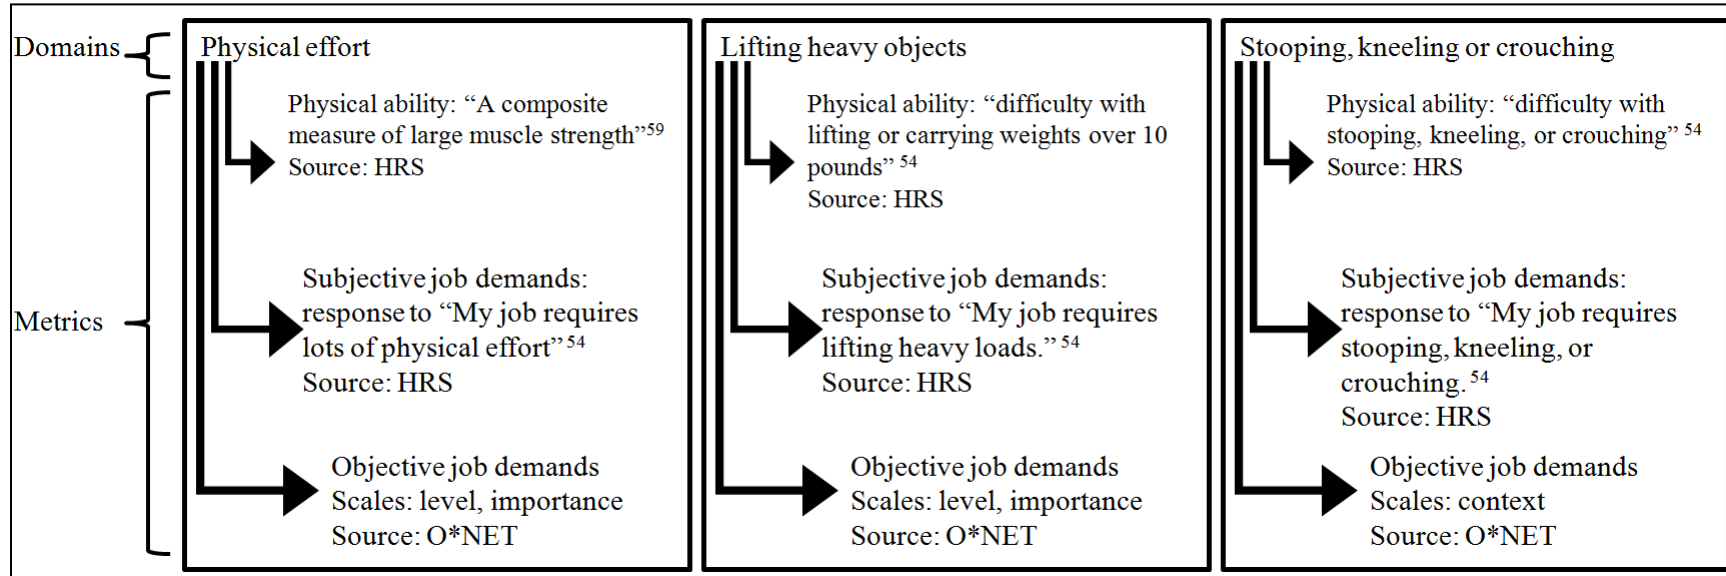 Domains
Physical effort
Physical ability: “A composite
measure of large muscle strength”59
Source: HRS
Subjective job demands:
response to “My job requires
lots of physical effort” 54
Source: HRS
Objective job demands
Scales: level, importance
Source: O*NET
Lifting heavy objects
Physical ability: “difficulty with
lifting or carrying weights over 10
pounds” 54
Source: HRS
Subjective job demands:
response to “My job requires
lifting heavy loads.” 54
Source: HRS
Objective job demands
Scales: level, importance
Source: O*NET
Stooping, kneeling or crouching
Physical ability: “difficulty with
stooping, kneeling, or crouching” 54
Source: HRS
Subjective job demands:
response to “My job requires
stooping, kneeling, or
crouching. 54
Source: HRS
Objective job demands
Scales: context
Source: O*NET
Metrics